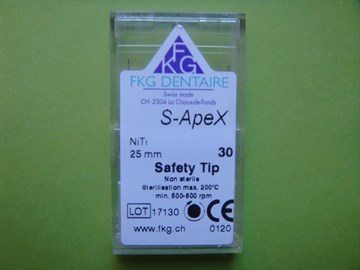 F
K G
FKG DENTAIRE
Swiss made
CH-2304 La Chaux-de-Fonds
S-ApeX
NiTi
25 mm 30
Safety Tip
Non sterile
Sterilisation max. 200°C
min. 500-800 rpm
LOT 17130 CE
www.fkg.ch 0120